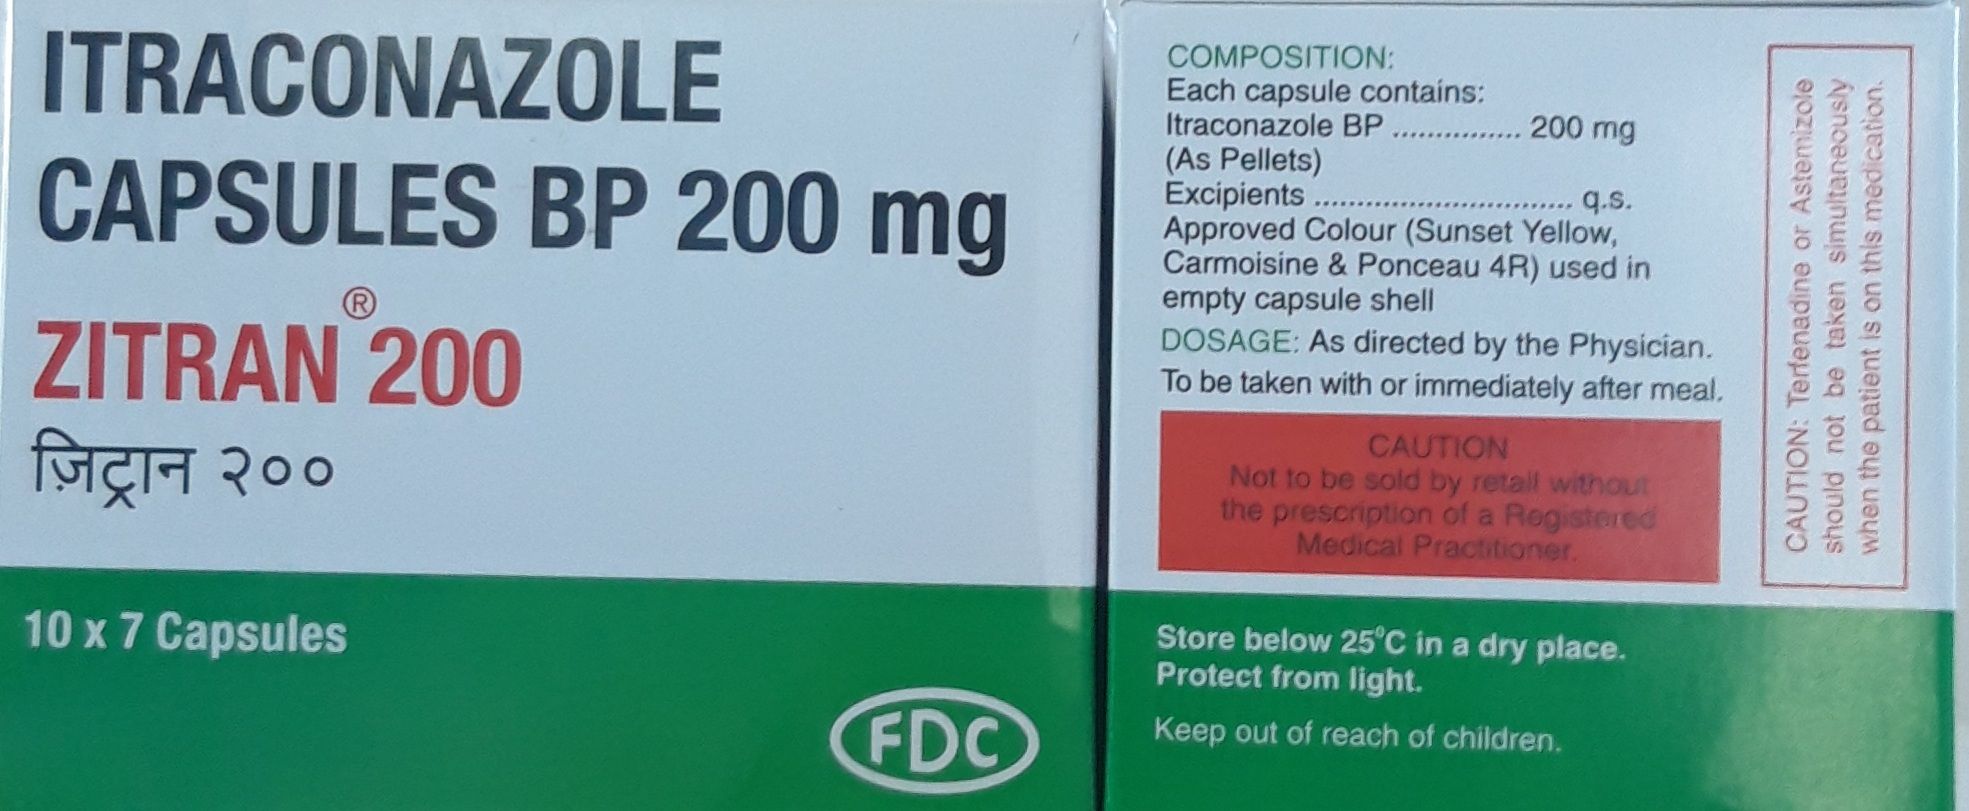 ITRACONAZOLE
CAPSULES BP 200 mg
ZITRAN® 200
ज़िट्रान २००
10 x 7 Capsules
FDC
COMPOSITION:
Each capsule contains:
Itraconazole BP ............... 200 mg
(As Pellets)
Excipients .............................. q.s.
Approved Colour (Sunset Yellow,
Carmoisine & Ponceau 4R) used in
empty capsule shell
DOSAGE: As directed by the Physician.
To be taken with or immediately after meal.
CAUTION
Not to be sold by retail without
the prescription of a Registered
Medical Practitioner.
Store below 25°C in a dry place.
Protect from light.
Keep out of reach of children.
CAUTION: Terfenadine or Astemizole
should not be taken simultaneously
when the patient is on this medication.